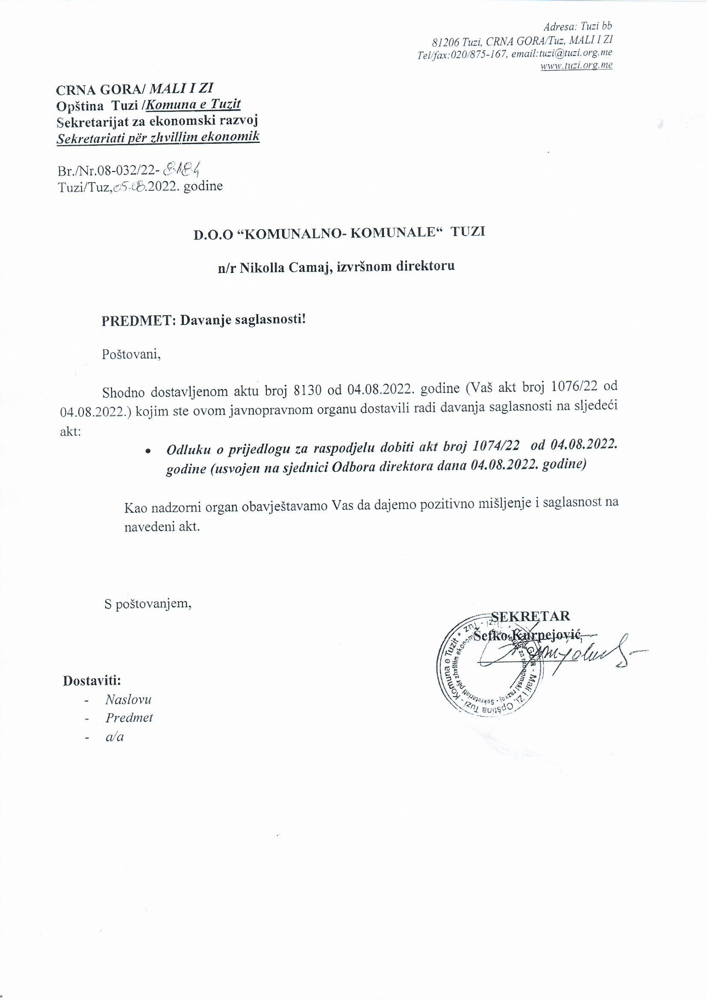 Adresa: Tuzi bb
81206 Tuzi, CRNA GORA/Tuz, MALI I ZI
Tel/fax:020/875-167, email:tuzi@tuzi.org.me
www.tuzi.org.me
CRNA GORA/ MALI I ZI
Opština Tuzi /Komuna e Tuzit
Sekretarijat za ekonomski razvoj
Sekretariati për zhvillim ekonomik
Br./Nr.08-032/22- 8184
Tuzi/Tuz,05.08.2022. godine
D.O.O “KOMUNALNO- KOMUNALE“ TUZI
n/r Nikolla Camaj, izvršnom direktoru
PREDMET: Davanje saglasnosti!
Poštovani,
Shodno dostavljenom aktu broj 8130 od 04.08.2022. godine (Vaš akt broj 1076/22 od
04.08.2022.) kojim ste ovom javnopravnom organu dostavili radi davanja saglasnosti na sljedeći
akt:
• Odluku o prijedlogu za raspodjelu dobiti akt broj 1074/22 od 04.08.2022.
godine (usvojen na sjednici Odbora direktora dana 04.08.2022. godine)
Kao nadzorni organ obavještavamo Vas da dajemo pozitivno mišljenje i saglasnost na
navedeni akt.
S poštovanjem,
SEKRETAR
Šefko Kurpejović,
Crna Gora - Mali i Zi, Opština Tuzi - Komuna o Tuzit * Tuzi - Tuz *
za ekonomski razvoj - Sekretariati për zhvillim ekonomik
Dostaviti:
- Naslovu
- Predmet
- a/a